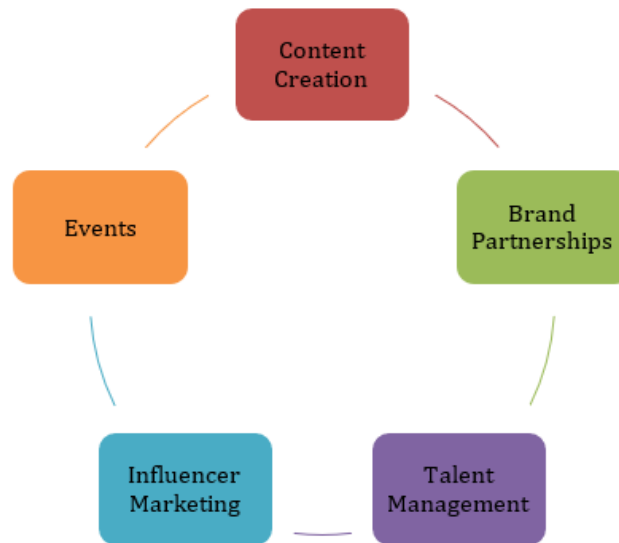 Content
Creation
Brand
Partnerships
Talent
Management
Influencer
Marketing
Events